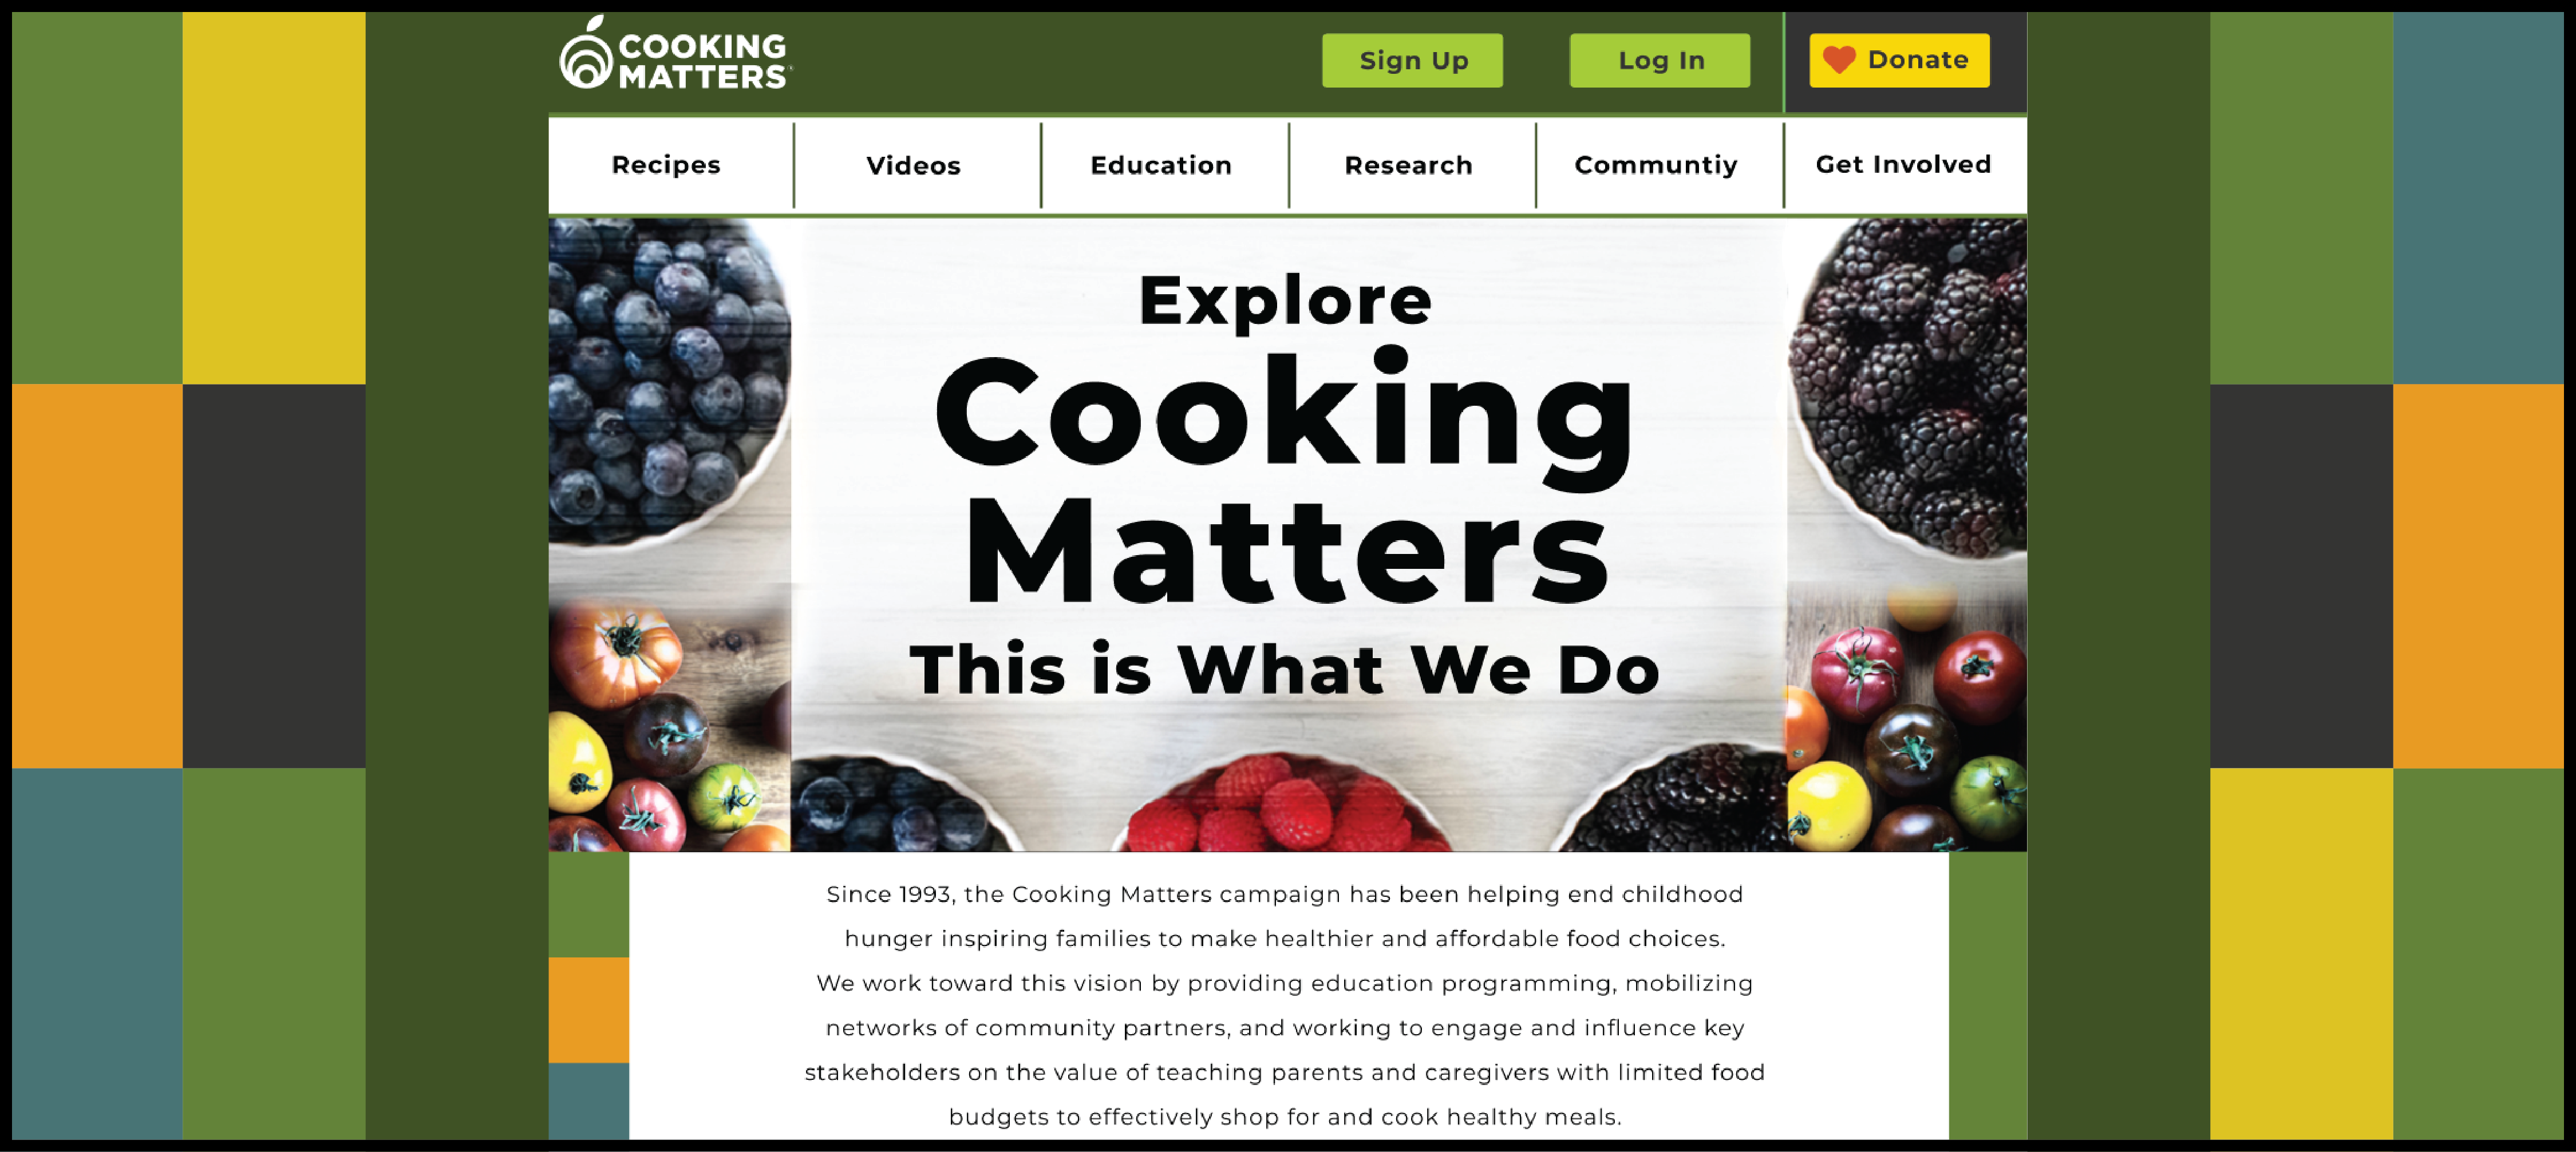 COOKING
MATTERS
Sign Up
Log In
Donate
Recipes
Videos
Education
Research
Communtiy
Get Involved
Explore
Cooking
Matters
This is What We Do
Since 1993, the Cooking Matters campaign has been helping end childhood
hunger inspiring families to make healthier and affordable food choices.
We work toward this vision by providing education programming, mobilizing
networks of community partners, and working to engage and influence key
stakeholders on the value of teaching parents and caregivers with limited food
budgets to effectively shop for and cook healthy meals.